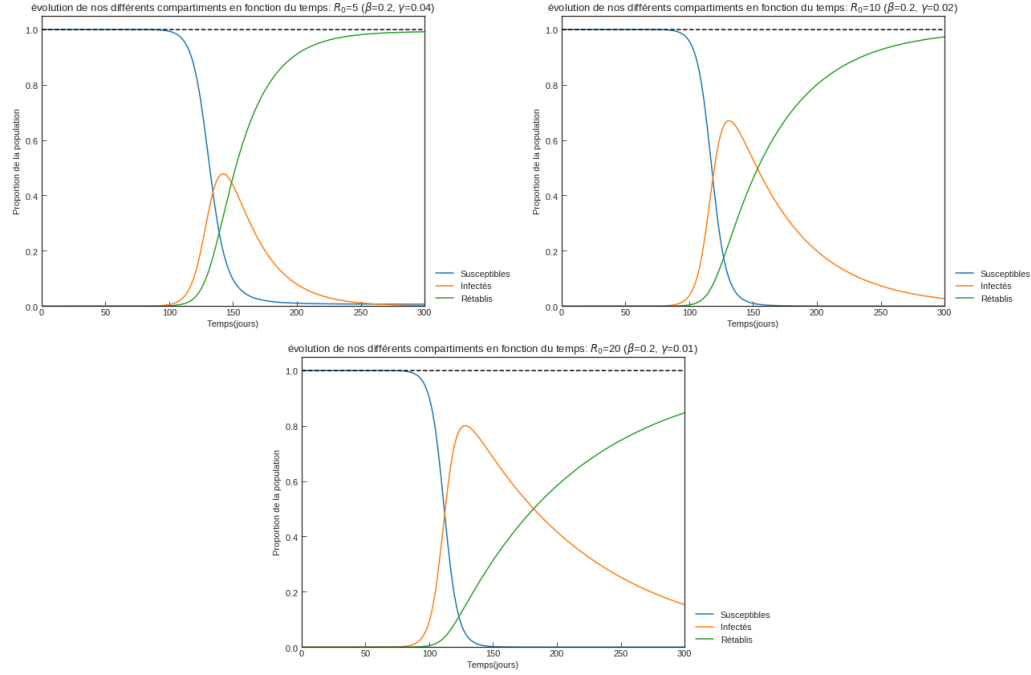 évolution de nos différents compartiments en fonction du temps: R₀=5 (β=0.2, γ=0.04)
1.0
0.8
0.6
0.4
0.2
0.0
Proportion de la population
0 50 100 150 200 250 300
Temps(jours)
Susceptibles
Infectés
Rétablis
évolution de nos différents compartiments en fonction du temps: R₀=10 (β=0.2, γ=0.02)
1.0
0.8
0.6
0.4
0.2
0.0
Proportion de la population
0 50 100 150 200 250 300
Temps(jours)
Susceptibles
Infectés
Rétablis
évolution de nos différents compartiments en fonction du temps: R₀=20 (β=0.2, γ=0.01)
1.0
0.8
0.6
0.4
0.2
0.0
Proportion de la population
0 50 100 150 200 250 300
Temps(jours)
Susceptibles
Infectés
Rétablis